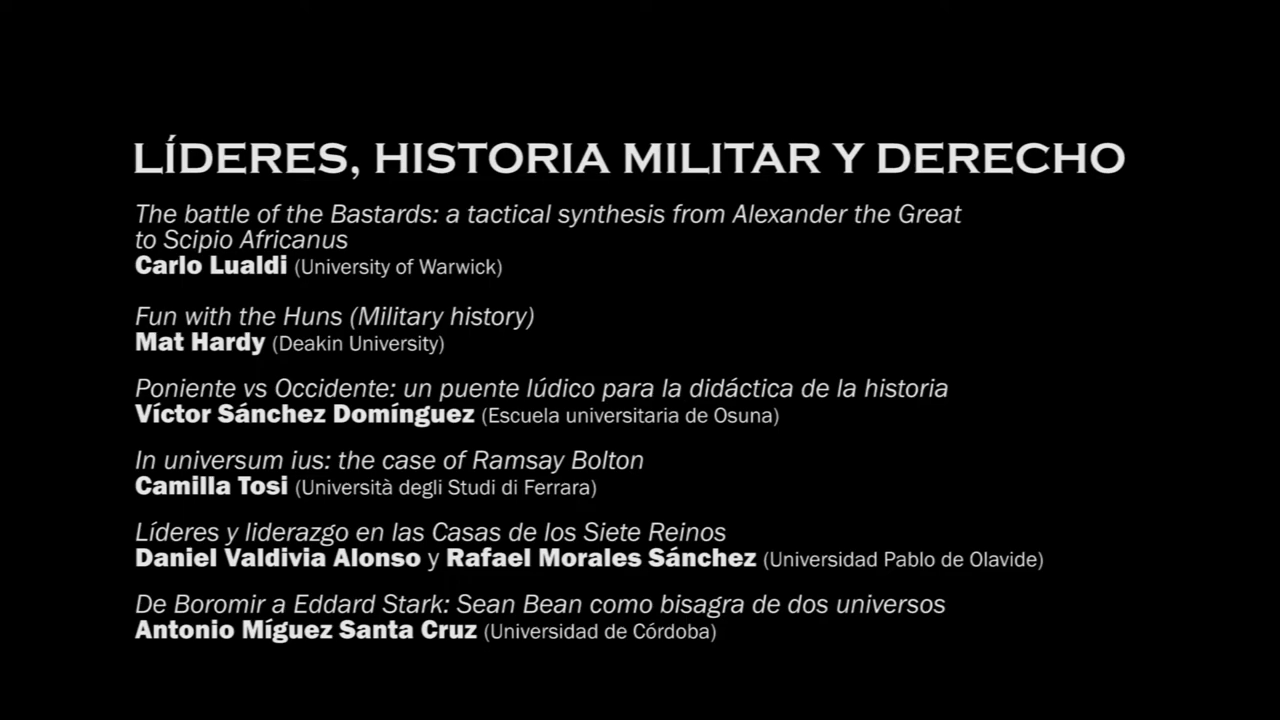 LÍDERES, HISTORIA MILITAR Y DERECHO
The battle of the Bastards: a tactical synthesis from Alexander the Great
to Scipio Africanus
Carlo Lualdi (University of Warwick)
Fun with the Huns (Military history)
Mat Hardy (Deakin University)
Poniente vs Occidente: un puente lúdico para la didáctica de la historia
Víctor Sánchez Domínguez (Escuela universitaria de Osuna)
In universum ius: the case of Ramsay Bolton
Camilla Tosi (Università degli Studi di Ferrara)
Líderes y liderazgo en las Casas de los Siete Reinos
Daniel Valdivia Alonso y Rafael Morales Sánchez (Universidad Pablo de Olavide)
De Boromir a Eddard Stark: Sean Bean como bisagra de dos universos
Antonio Míguez Santa Cruz (Universidad de Córdoba)